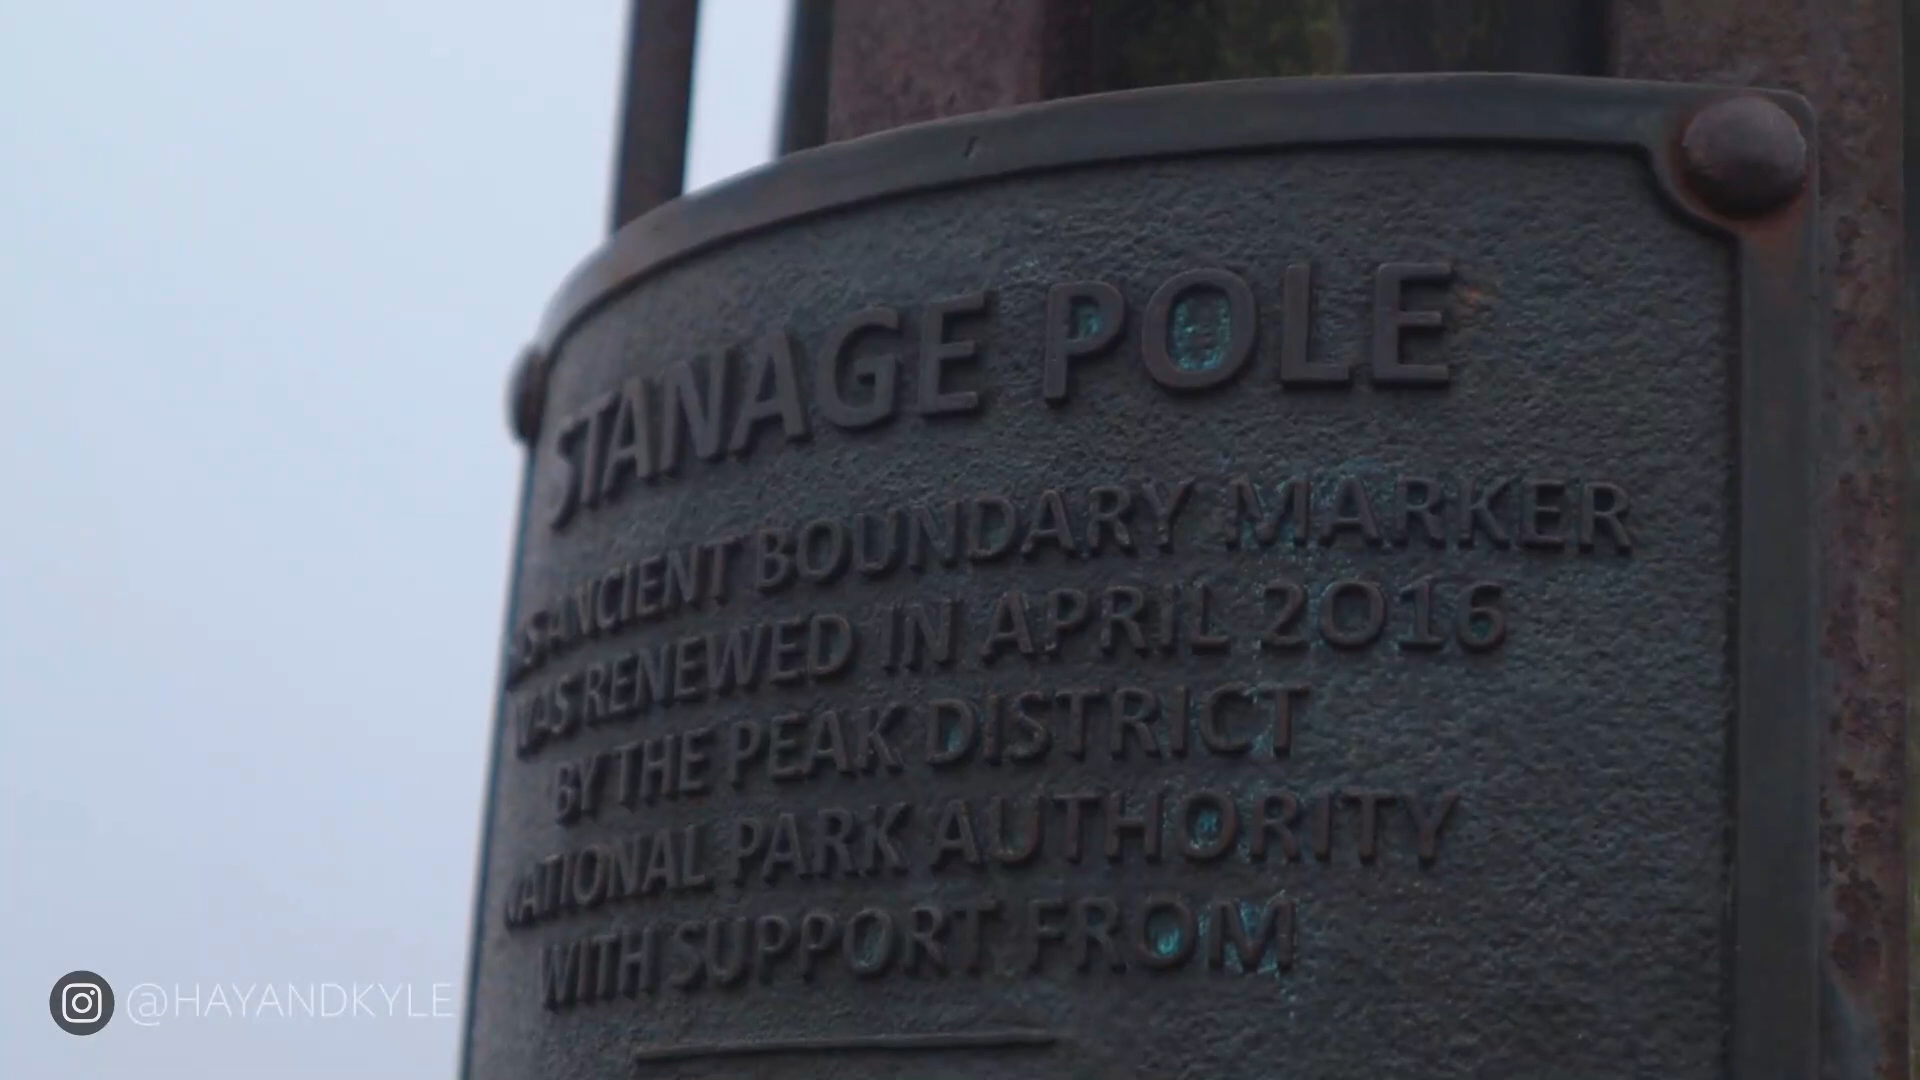 STANAGE POLE
ANCIENT BOUNDARY MARKER
WAS RENEWED IN APRIL 2016
BY THE PEAK DISTRICT
NATIONAL PARK AUTHORITY
WITH SUPPORT FROM
@HAYANDKYLE